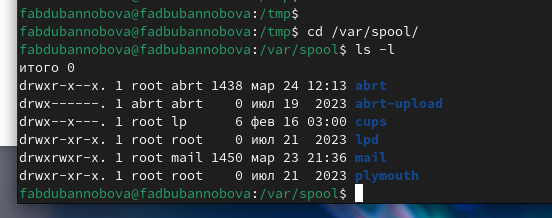 fabdubannobova@fadbubannobova:/tmp$
fabdubannobova@fadbubannobova:/tmp$ cd /var/spool/
fabdubannobova@fadbubannobova:/var/spool$ ls -l
итого 0
drwxr-x--x. 1 root abrt 1438 мар 24 12:13 abrt
drwx------. 1 abrt abrt    0 июл 19  2023 abrt-upload
drwx--x---. 1 root lp      6 фев 16 03:00 cups
drwxr-xr-x. 1 root root    0 июл 21  2023 lpd
drwxrwxr-x. 1 root mail 1450 мар 23 21:36 mail
drwxr-xr-x. 1 root root    0 июл 21  2023 plymouth
fabdubannobova@fadbubannobova:/var/spool$